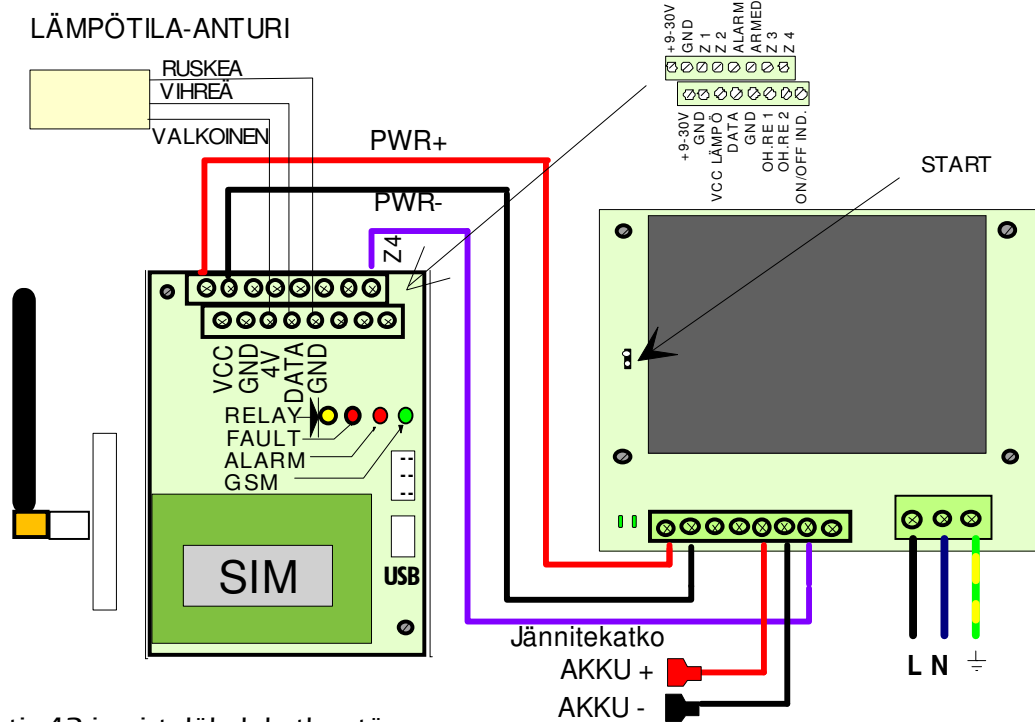 LÄMPÖTILA-ANTURI
RUSKEA
VIHREÄ
VALKOINEN
PWR+
PWR-
Z4
+9-30V
GND
Z 1
Z 2
ALARM
ARMED
Z 3
Z 4
+9-30V
GND
VCC LÄMPÖ
DATA
GND
OH.RE 1
OH.RE 2
ON/OFF IND.
START
VCC
GND
4V
DATA
GND
RELAY
FAULT
ALARM
GSM
SIM
USB
Jännitekatko
AKKU +
AKKU -
L N